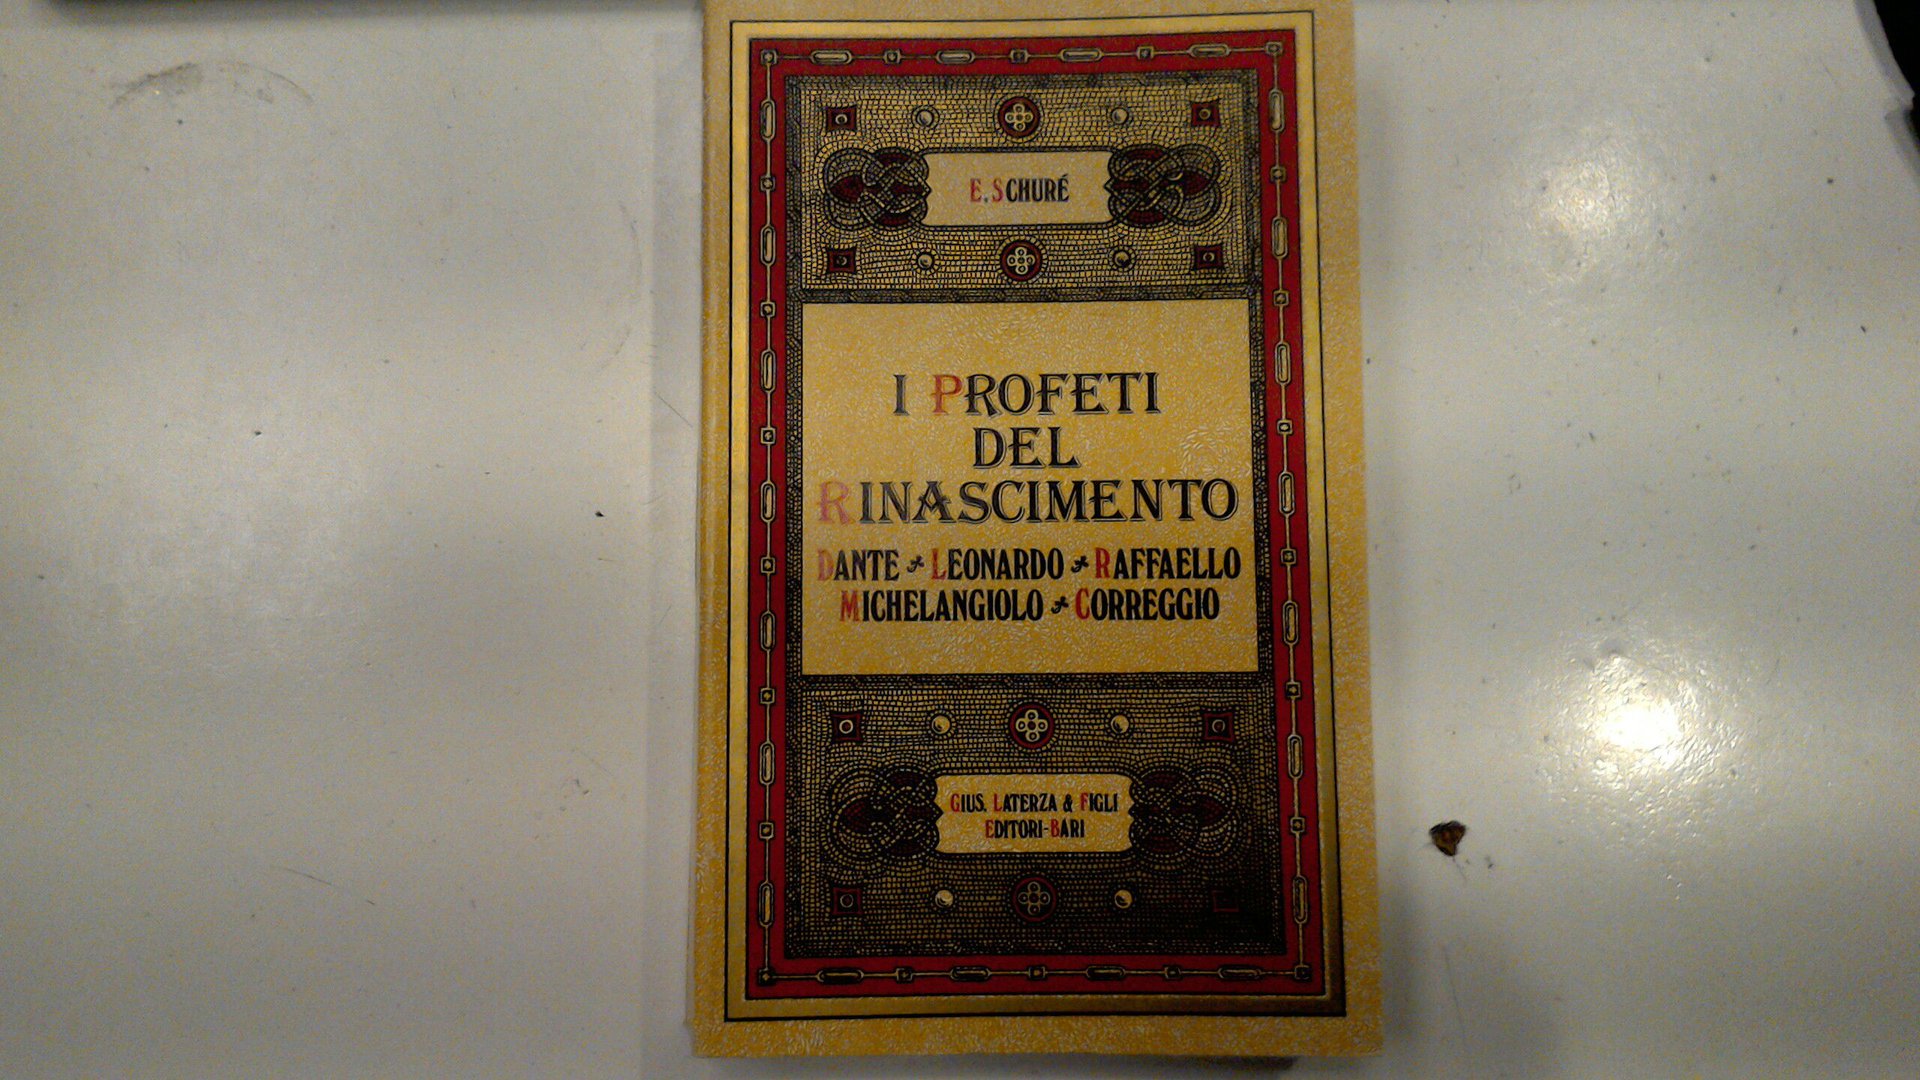 E. SCHURÉ
I PROFETI
DEL
RINASCIMENTO
DANTE LEONARDO RAFFAELLO
MICHELANGIOLO CORREGGIO
GIUS. LATERZA & FIGLI
EDITORI-BARI